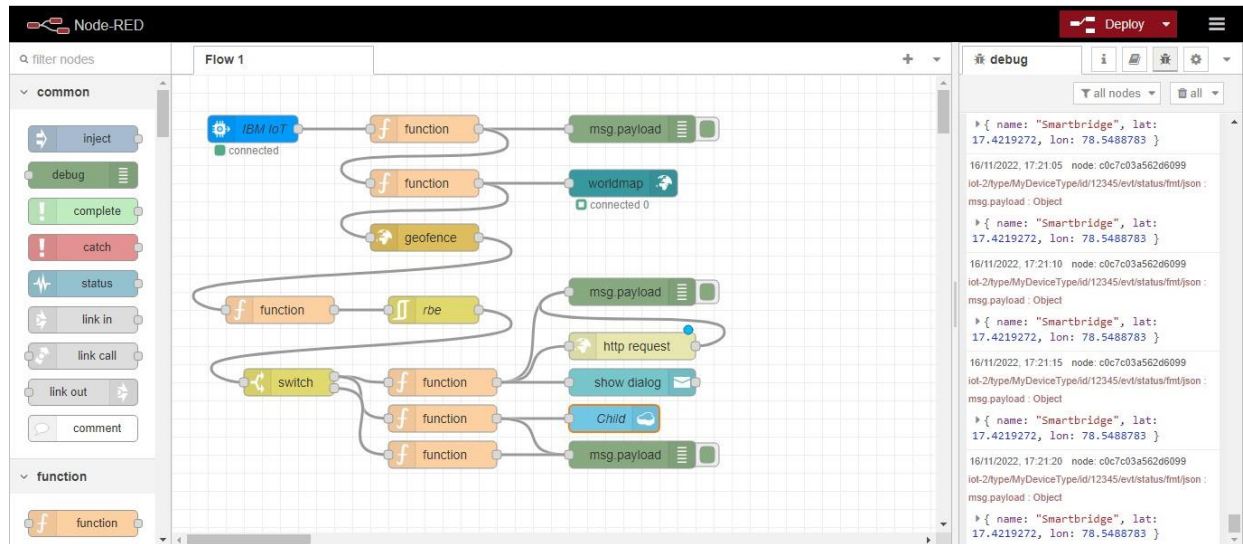 Node-RED
Deploy
filter nodes
Flow 1
debug
i
all nodes
all
common
inject
debug
complete
catch
status
link in
link call
link out
comment
function
function
IBM IoT
connected
function
msg.payload
function
worldmap
connected 0
geofence
function
rbe
msg.payload
http request
switch
function
show dialog
function
Child
function
msg.payload
{ name: "Smartbridge", lat:
17.4219272, lon: 78.5488783 }
16/11/2022, 17:21:05 node: c0c7c03a562d6099
iot-2/type/MyDeviceType/id/12345/evt/status/fmt/json :
msg.payload : Object
{ name: "Smartbridge", lat:
17.4219272, lon: 78.5488783 }
16/11/2022, 17:21:10 node: c0c7c03a562d6099
iot-2/type/MyDeviceType/id/12345/evt/status/fmt/json :
msg.payload : Object
{ name: "Smartbridge", lat:
17.4219272, lon: 78.5488783 }
16/11/2022, 17:21:15 node: c0c7c03a562d6099
iot-2/type/MyDeviceType/id/12345/evt/status/fmt/json :
msg.payload : Object
{ name: "Smartbridge", lat:
17.4219272, lon: 78.5488783 }
16/11/2022, 17:21:20 node: c0c7c03a562d6099
iot-2/type/MyDeviceType/id/12345/evt/status/fmt/json :
msg.payload : Object
{ name: "Smartbridge", lat:
17.4219272, lon: 78.5488783 }